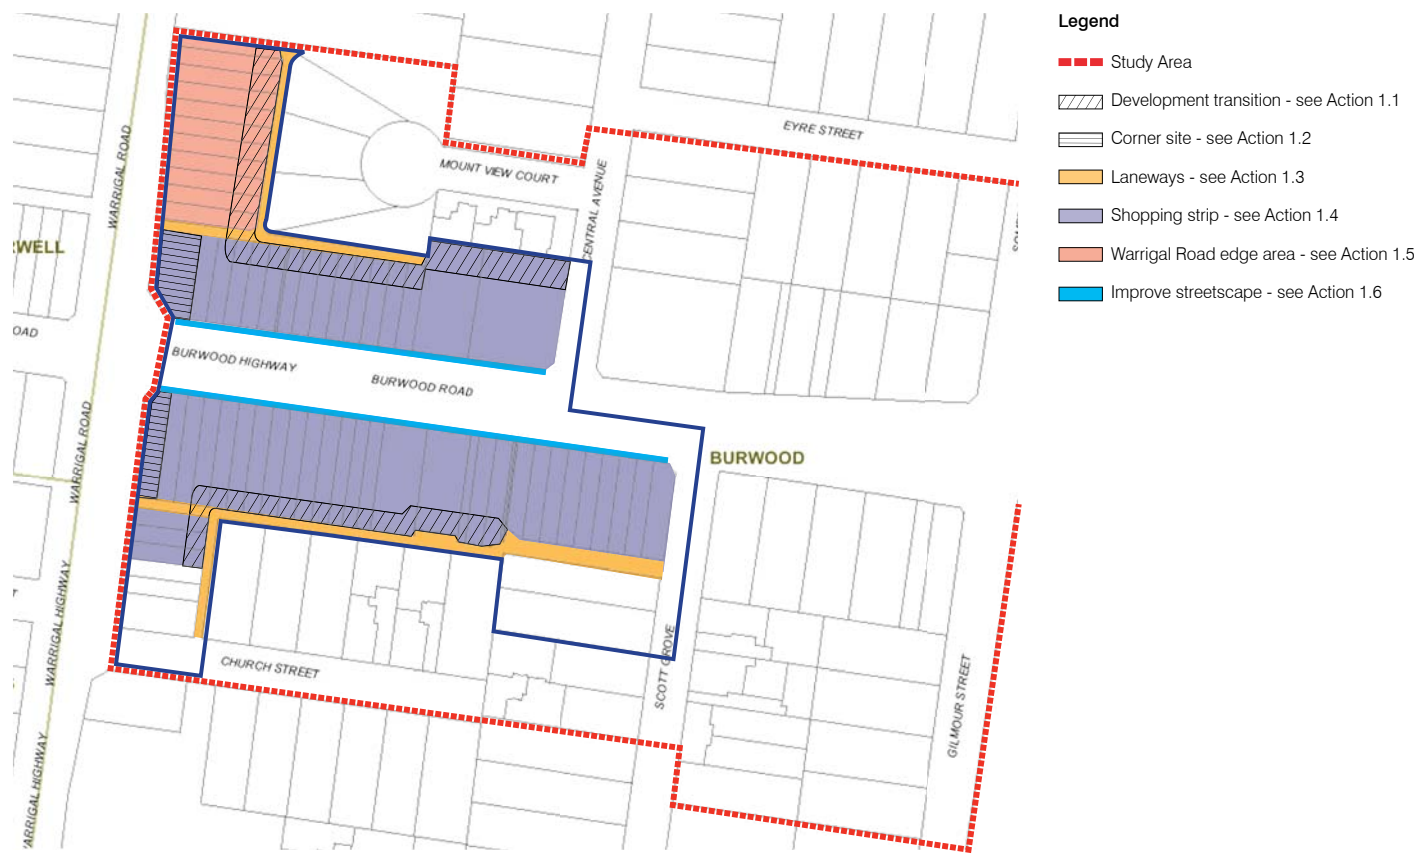 Legend
Study Area
Development transition - see Action 1.1
Corner site - see Action 1.2
Laneways - see Action 1.3
Shopping strip - see Action 1.4
Warrigal Road edge area - see Action 1.5
Improve streetscape - see Action 1.6
EYRE STREET
WARRIGAL ROAD
MOUNT VIEW COURT
CENTRAL AVENUE
RWELL
OAD
BURWOOD HIGHWAY
BURWOOD ROAD
WARRIGAL ROAD
BURWOOD
WARRIGAL HIGHWAY
CHURCH STREET
SCOTT GROVE
GILMOUR STREET
ARRIGAL HIGHWAY